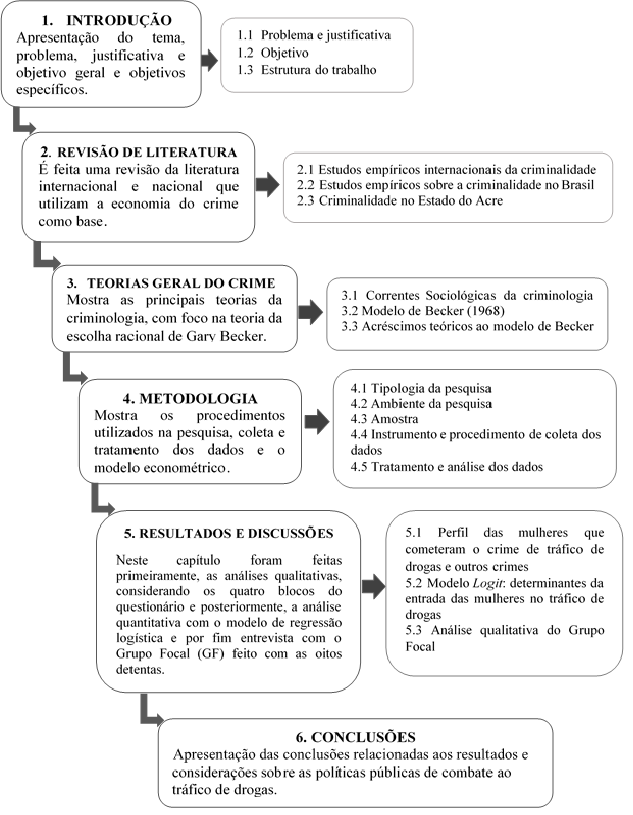 1. INTRODUÇÃO
Apresentação do tema,
problema, justificativa e
objetivo geral e objetivos
específicos.
1.1 Problema e justificativa
1.2 Objetivo
1.3 Estrutura do trabalho
2. REVISÃO DE LITERATURA
É feita uma revisão da literatura
internacional e nacional que
utilizam a economia do crime
como base.
2.1 Estudos empíricos internacionais da criminalidade
2.2 Estudos empíricos sobre a criminalidade no Brasil
2.3 Criminalidade no Estado do Acre
3. TEORIAS GERAL DO CRIME
Mostra as principais teorias da
criminologia, com foco na teoria da
escolha racional de Gary Becker.
3.1 Correntes Sociológicas da criminologia
3.2 Modelo de Becker (1968)
3.3 Acréscimos teóricos ao modelo de Becker
4. METODOLOGIA
Mostra os procedimentos
utilizados na pesquisa, coleta e
tratamento dos dados e o
modelo econométrico.
4.1 Tipologia da pesquisa
4.2 Ambiente da pesquisa
4.3 Amostra
4.4 Instrumento e procedimento de coleta dos
dados
4.5 Tratamento e análise dos dados
5. RESULTADOS E DISCUSSÕES
Neste capítulo foram feitas
primeiramente, as análises qualitativas,
considerando os quatro blocos do
questionário e posteriormente, a análise
quantitativa com o modelo de regressão
logística e por fim entrevista com o
Grupo Focal (GF) feito com as oitos
detentas.
5.1 Perfil das mulheres que
cometeram o crime de tráfico de
drogas e outros crimes
5.2 Modelo Logit: determinantes da
entrada das mulheres no tráfico de
drogas
5.3 Análise qualitativa do Grupo
Focal
6. CONCLUSÕES
Apresentação das conclusões relacionadas aos resultados e
considerações sobre as políticas públicas de combate ao
tráfico de drogas.